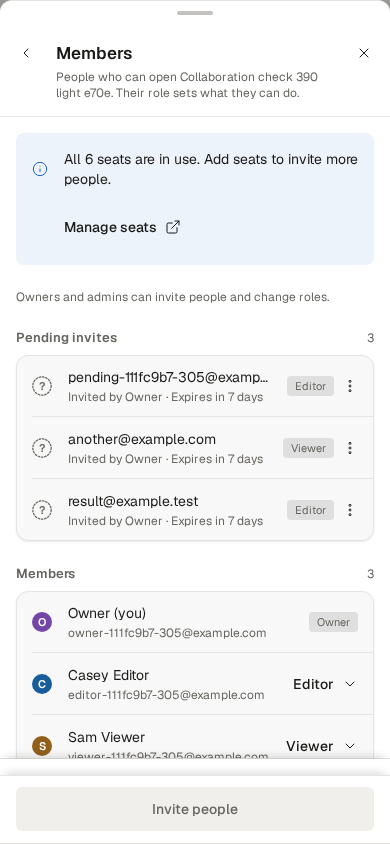 Members
People who can open Collaboration check 390
light e70e. Their role sets what they can do.
All 6 seats are in use. Add seats to invite more
people.
Manage seats
Owners and admins can invite people and change roles.
Pending invites 3
pending-111fc9b7-305@examp... Editor
Invited by Owner · Expires in 7 days
another@example.com Viewer
Invited by Owner · Expires in 7 days
result@example.test Editor
Invited by Owner · Expires in 7 days
Members 3
O Owner (you) Owner
owner-111fc9b7-305@example.com
C Casey Editor Editor
editor-111fc9b7-305@example.com
S Sam Viewer Viewer
viewer-111fc9b7-305@example.com
Invite people